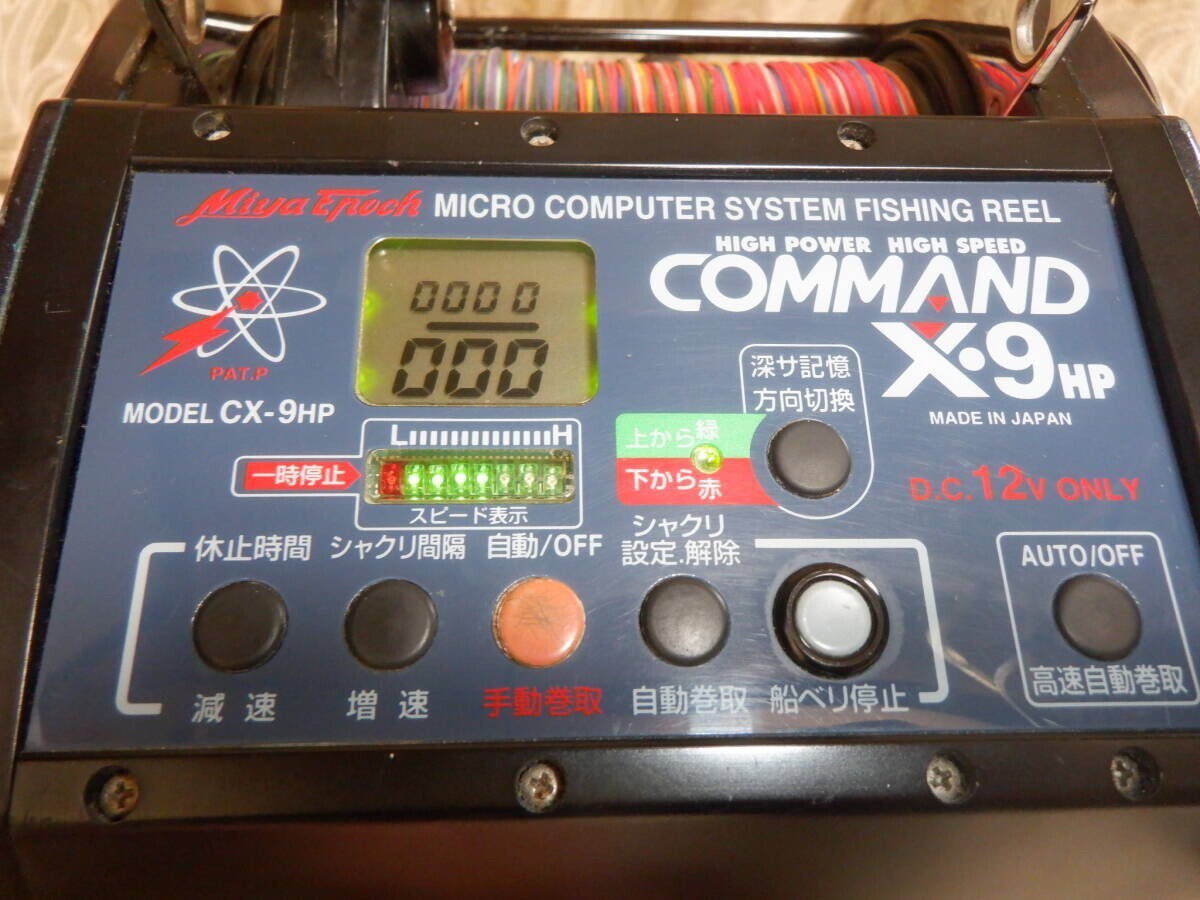 Miya Epoch MICRO COMPUTER SYSTEM FISHING REEL
HIGH POWER HIGH SPEED
COMMAND
X・9HP
MADE IN JAPAN
PAT.P
MODEL CX-9HP
0000
000
深サ記憶
方向切換
上から緑
下から赤
D.C.12V ONLY
L H
一時停止
スピード表示
休止時間 シャクリ間隔 自動/OFF
シャクリ
設定.解除
AUTO/OFF
減速 増速 手動巻取 自動巻取 船ベリ停止
高速自動巻取